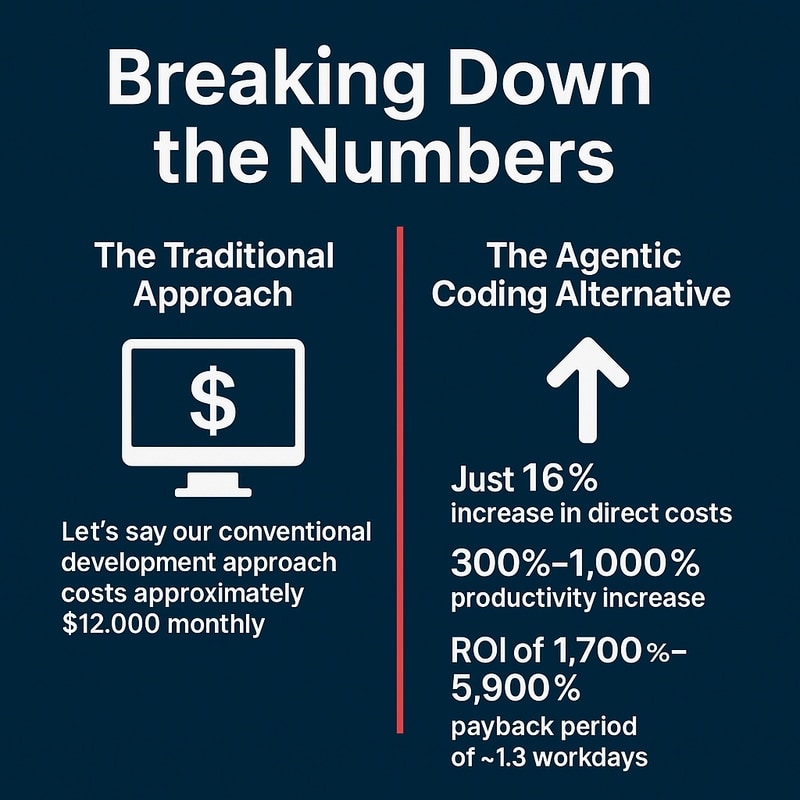 Breaking Down
the Numbers
The Traditional
Approach
$
Let's say our conventional
development approach
costs approximately
$12.000 monthly
The Agentic
Coding Alternative
Just 16%
increase in direct costs
300%–1,000%
productivity increase
ROI of 1,700%–
5,900%
payback period
of ~1.3 workdays